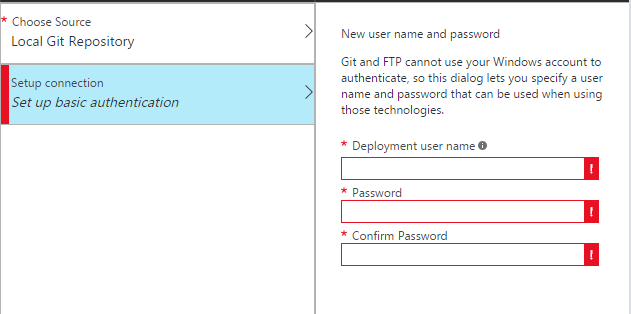 * Choose Source
Local Git Repository
Setup connection
Set up basic authentication
New user name and password
Git and FTP cannot use your Windows account to
authenticate, so this dialog lets you specify a user
name and password that can be used when using
those technologies.
* Deployment user name
* Password
* Confirm Password